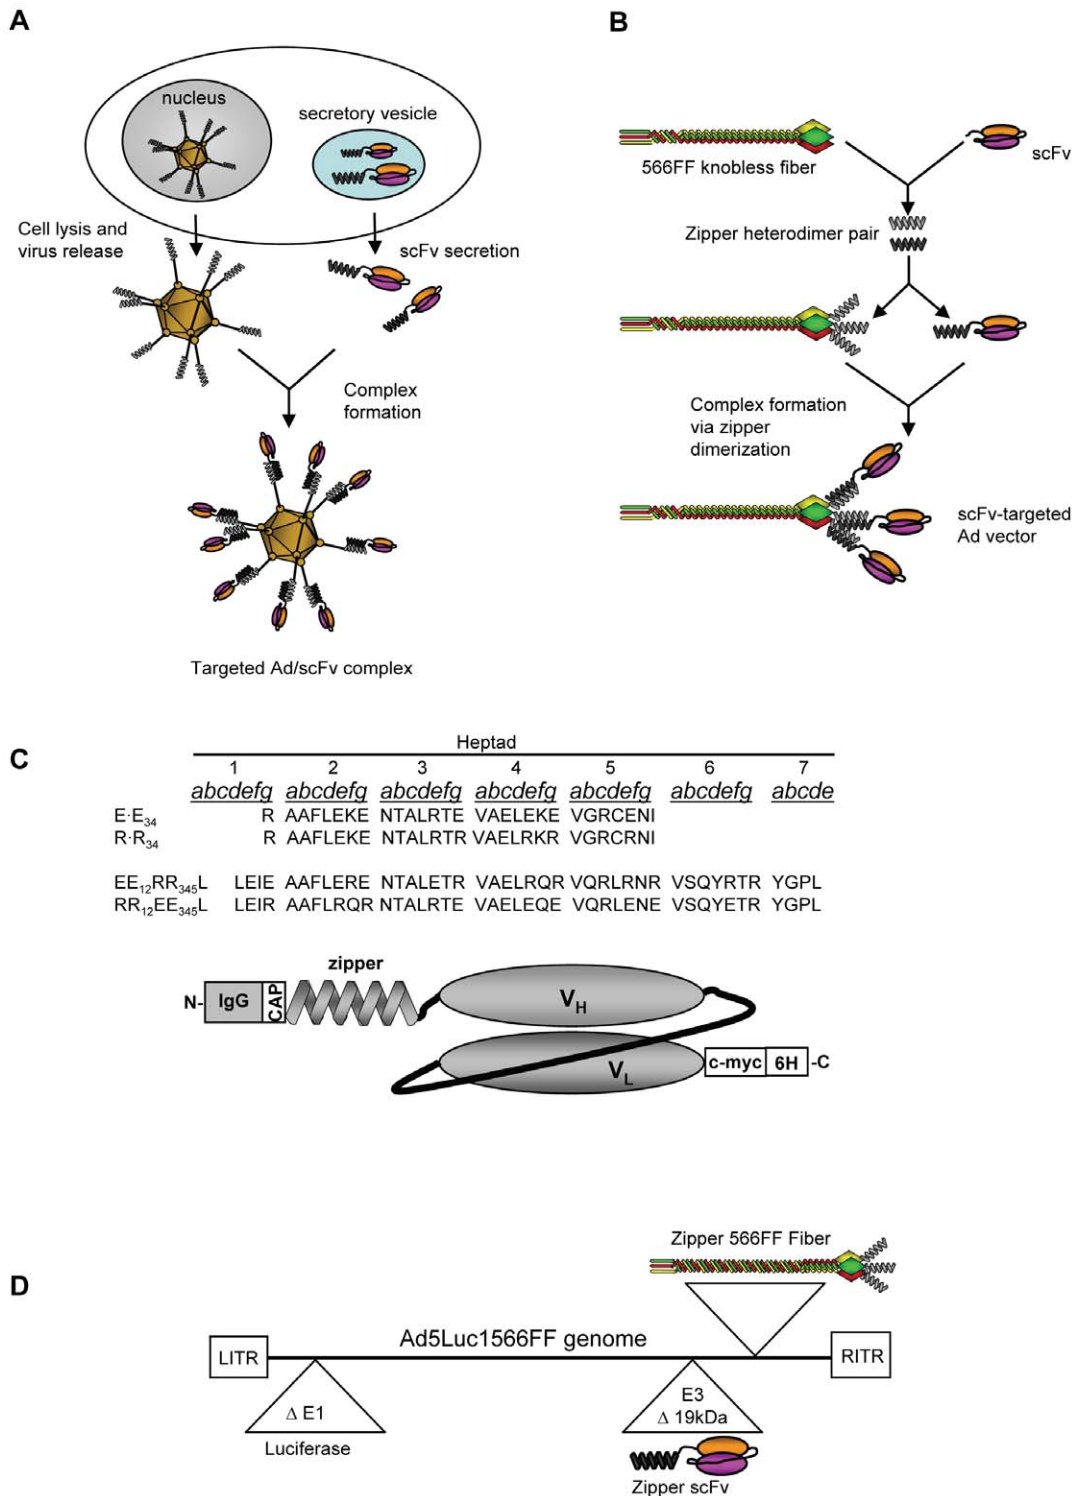 A
nucleus
secretory vesicle
Cell lysis and
virus release
scFv secretion
Complex
formation
Targeted Ad/scFv complex
B
566FF knobless fiber
scFv
Zipper heterodimer pair
Complex formation
via zipper
dimerization
scFv-targeted
Ad vector
C
Heptad
1 2 3 4 5 6 7
abcdefg abcdefg abcdefg abcdefg abcdefg abcdefg abcde
E·E34 R AAFLEKE NTALRTE VAELEKE VGRCENI
R·R34 R AAFLEKE NTALRTR VAELRKR VGRCRNI
EE12RR345L LEIE AAFLERE NTALETR VAELRQR VQRLRNR VSQYRTR YGPL
RR12EE345L LEIR AAFLRQR NTALRTE VAELEQE VQRLENE VSQYETR YGPL
zipper
N- IgG CAP VH
VL c-myc 6H -C
D
Zipper 566FF Fiber
Ad5Luc1566FF genome
LITR RITR
Δ E1
Luciferase
E3
Δ 19kDa
Zipper scFv